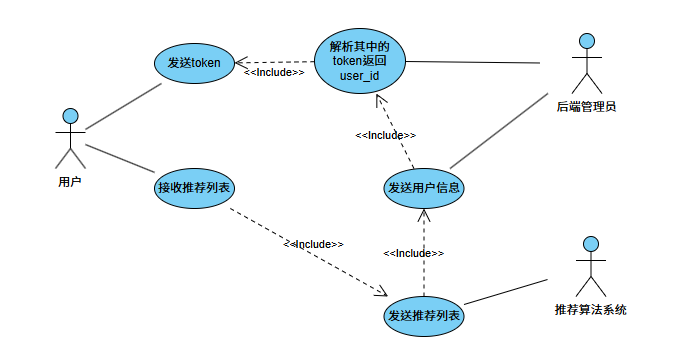 发送token
<<Include>>
解析其中的
token返回
user_id
后端管理员
<<Include>>
用户
接收推荐列表
发送用户信息
<<Include>>
<<Include>>
发送推荐列表
推荐算法系统